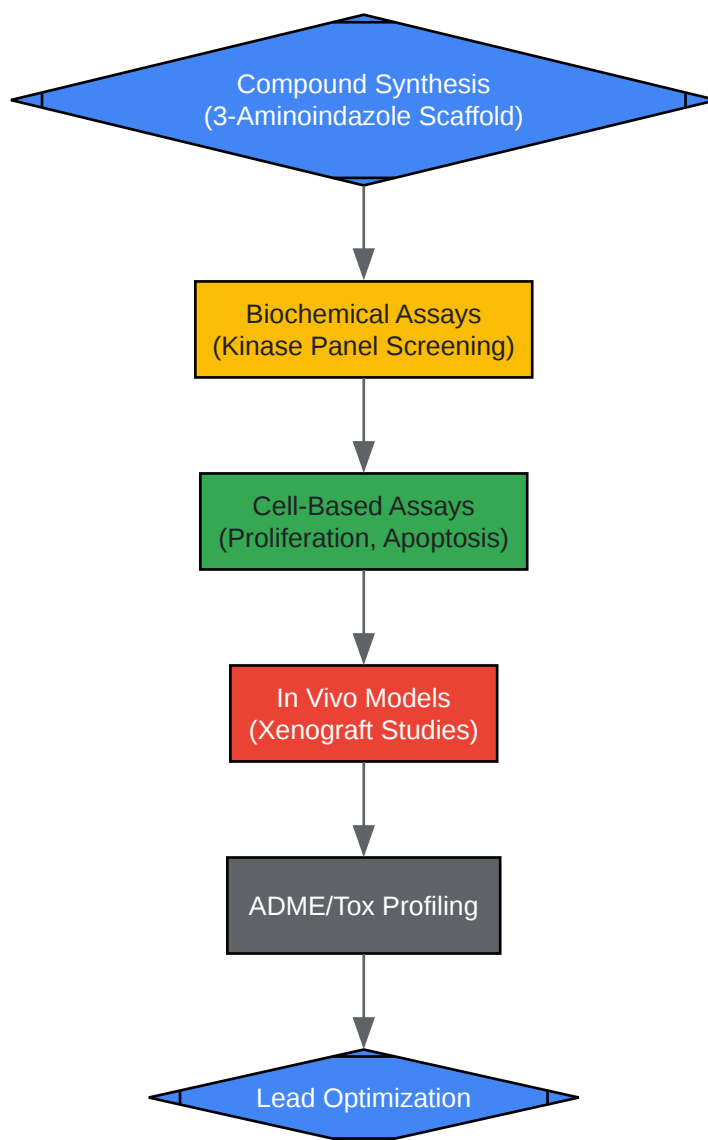 Compound Synthesis
(3-Aminoindazole Scaffold)
Biochemical Assays
(Kinase Panel Screening)
Cell-Based Assays
(Proliferation, Apoptosis)
In Vivo Models
(Xenograft Studies)
ADME/Tox Profiling
Lead Optimization